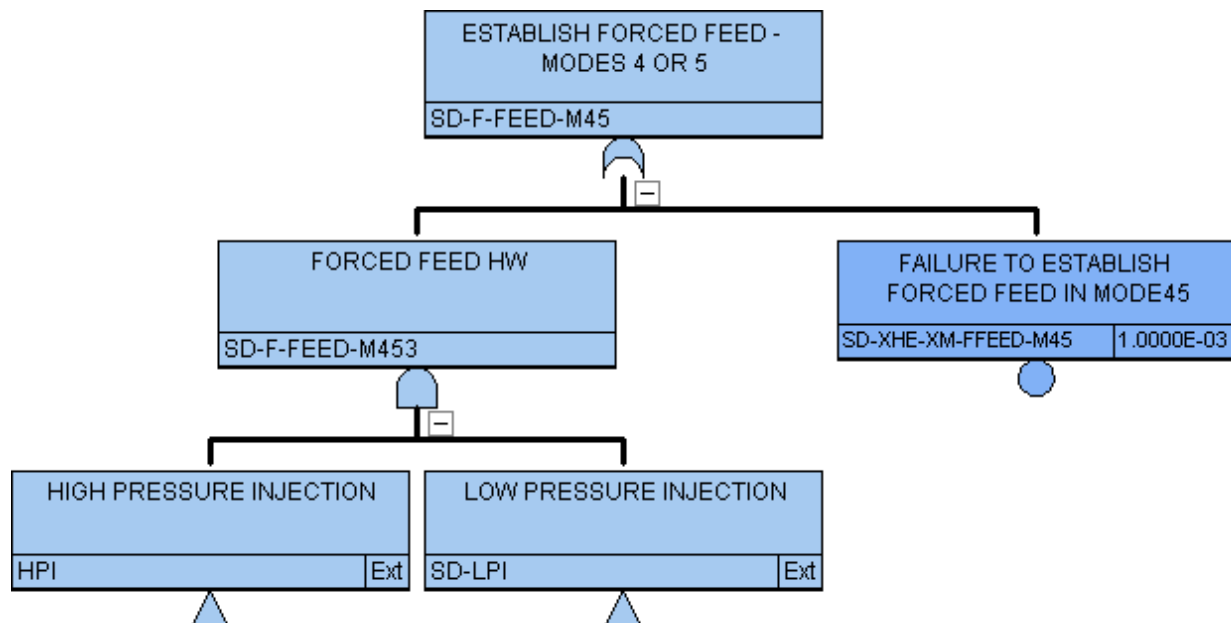 ESTABLISH FORCED FEED -
MODES 4 OR 5
SD-F-FEED-M45
FORCED FEED HW
SD-F-FEED-M453
FAILURE TO ESTABLISH
FORCED FEED IN MODE45
SD-XHE-XM-FFEED-M45 1.0000E-03
HIGH PRESSURE INJECTION
HPI Ext
LOW PRESSURE INJECTION
SD-LPI Ext